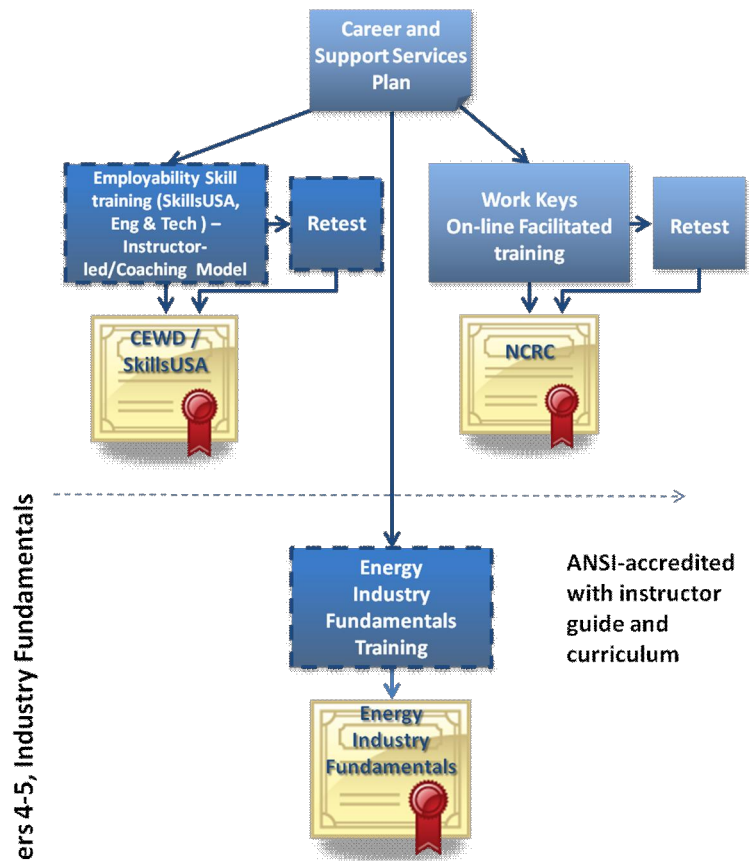 Career and
Support Services
Plan
Employability Skill
training (SkillsUSA,
Eng & Tech ) –
Instructor-
led/Coaching Model
Retest
Work Keys
On-line Facilitated
training
Retest
CEWD /
SkillsUSA
NCRC
ers 4-5, Industry Fundamentals
Energy
Industry
Fundamentals
Training
ANSI-accredited
with instructor
guide and
curriculum
Energy
Industry
Fundamentals